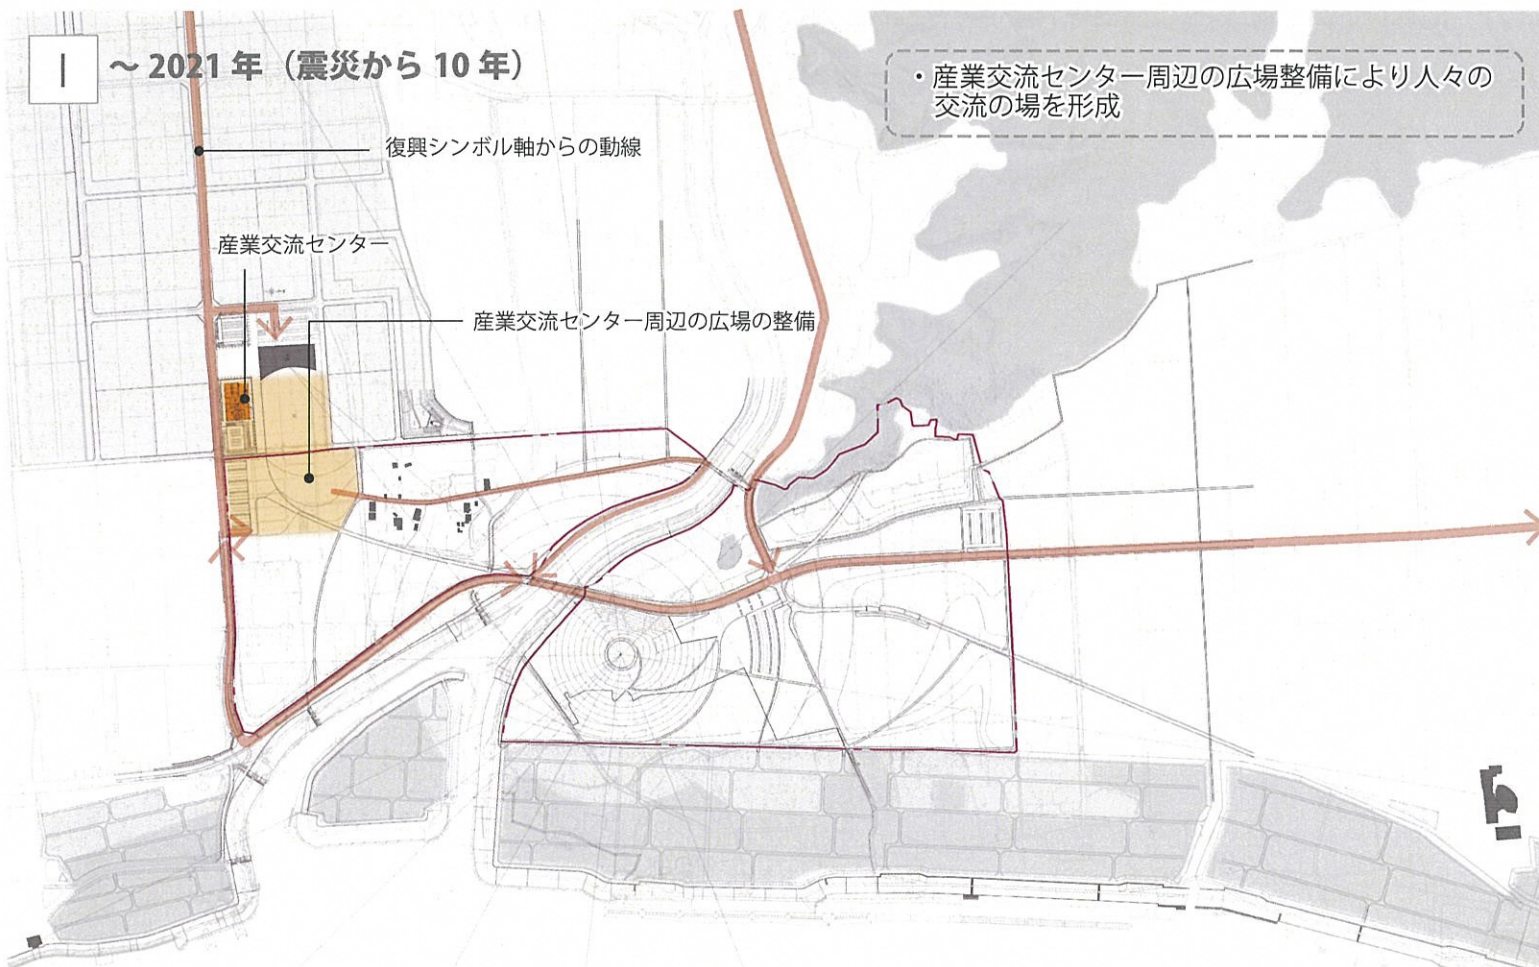 I ～ 2021 年（震災から 10 年）
・産業交流センター周辺の広場整備により人々の
交流の場を形成
復興シンボル軸からの動線
産業交流センター
産業交流センター周辺の広場の整備